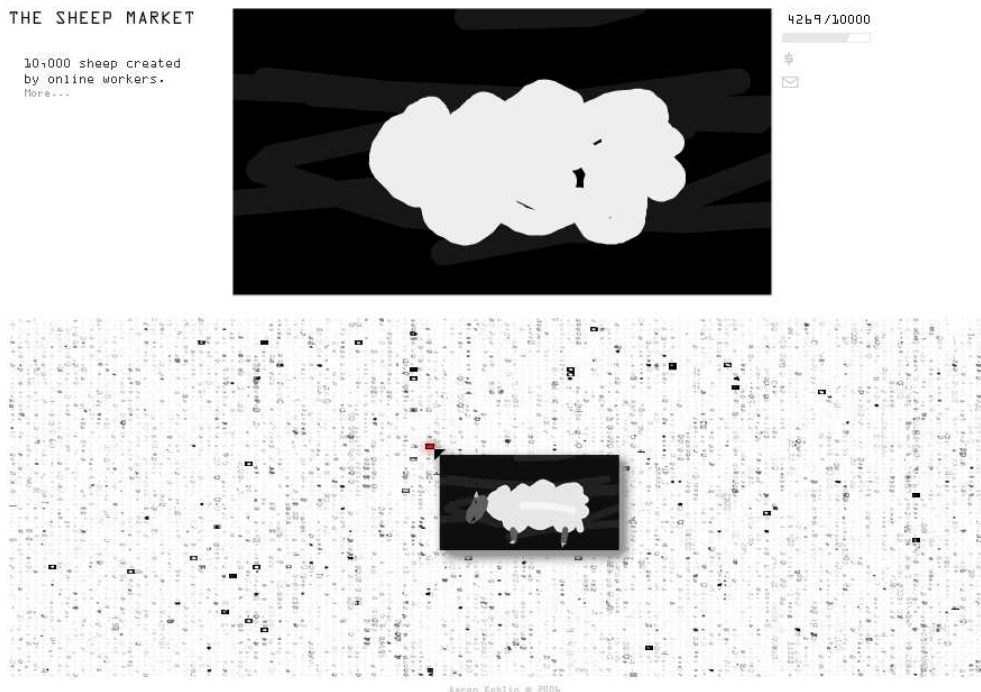 THE SHEEP MARKET
10,000 sheep created
by online workers.
More...
4269/10000
$
Aaron Koblin © 2006